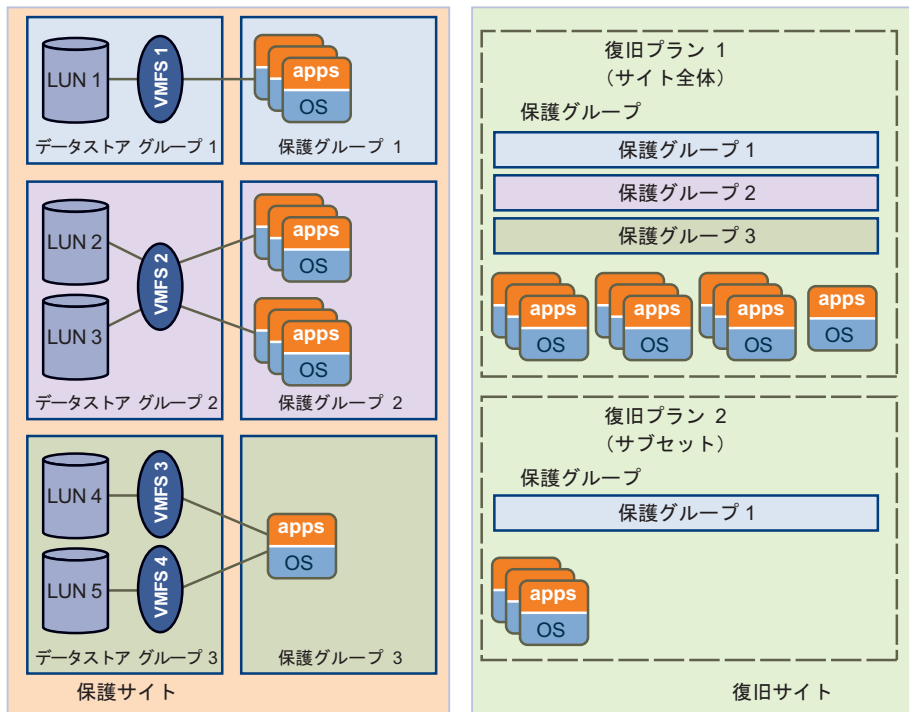 LUN 1
VMFS 1
apps
OS
データストア グループ 1
保護グループ 1
LUN 2
LUN 3
VMFS 2
apps
OS
apps
OS
データストア グループ 2
保護グループ 2
LUN 4
VMFS 3
LUN 5
VMFS 4
apps
OS
データストア グループ 3
保護グループ 3
保護サイト
復旧プラン 1
（サイト全体）
保護グループ
保護グループ 1
保護グループ 2
保護グループ 3
apps
OS
apps
OS
apps
OS
apps
OS
復旧プラン 2
（サブセット）
保護グループ
保護グループ 1
apps
OS
復旧サイト